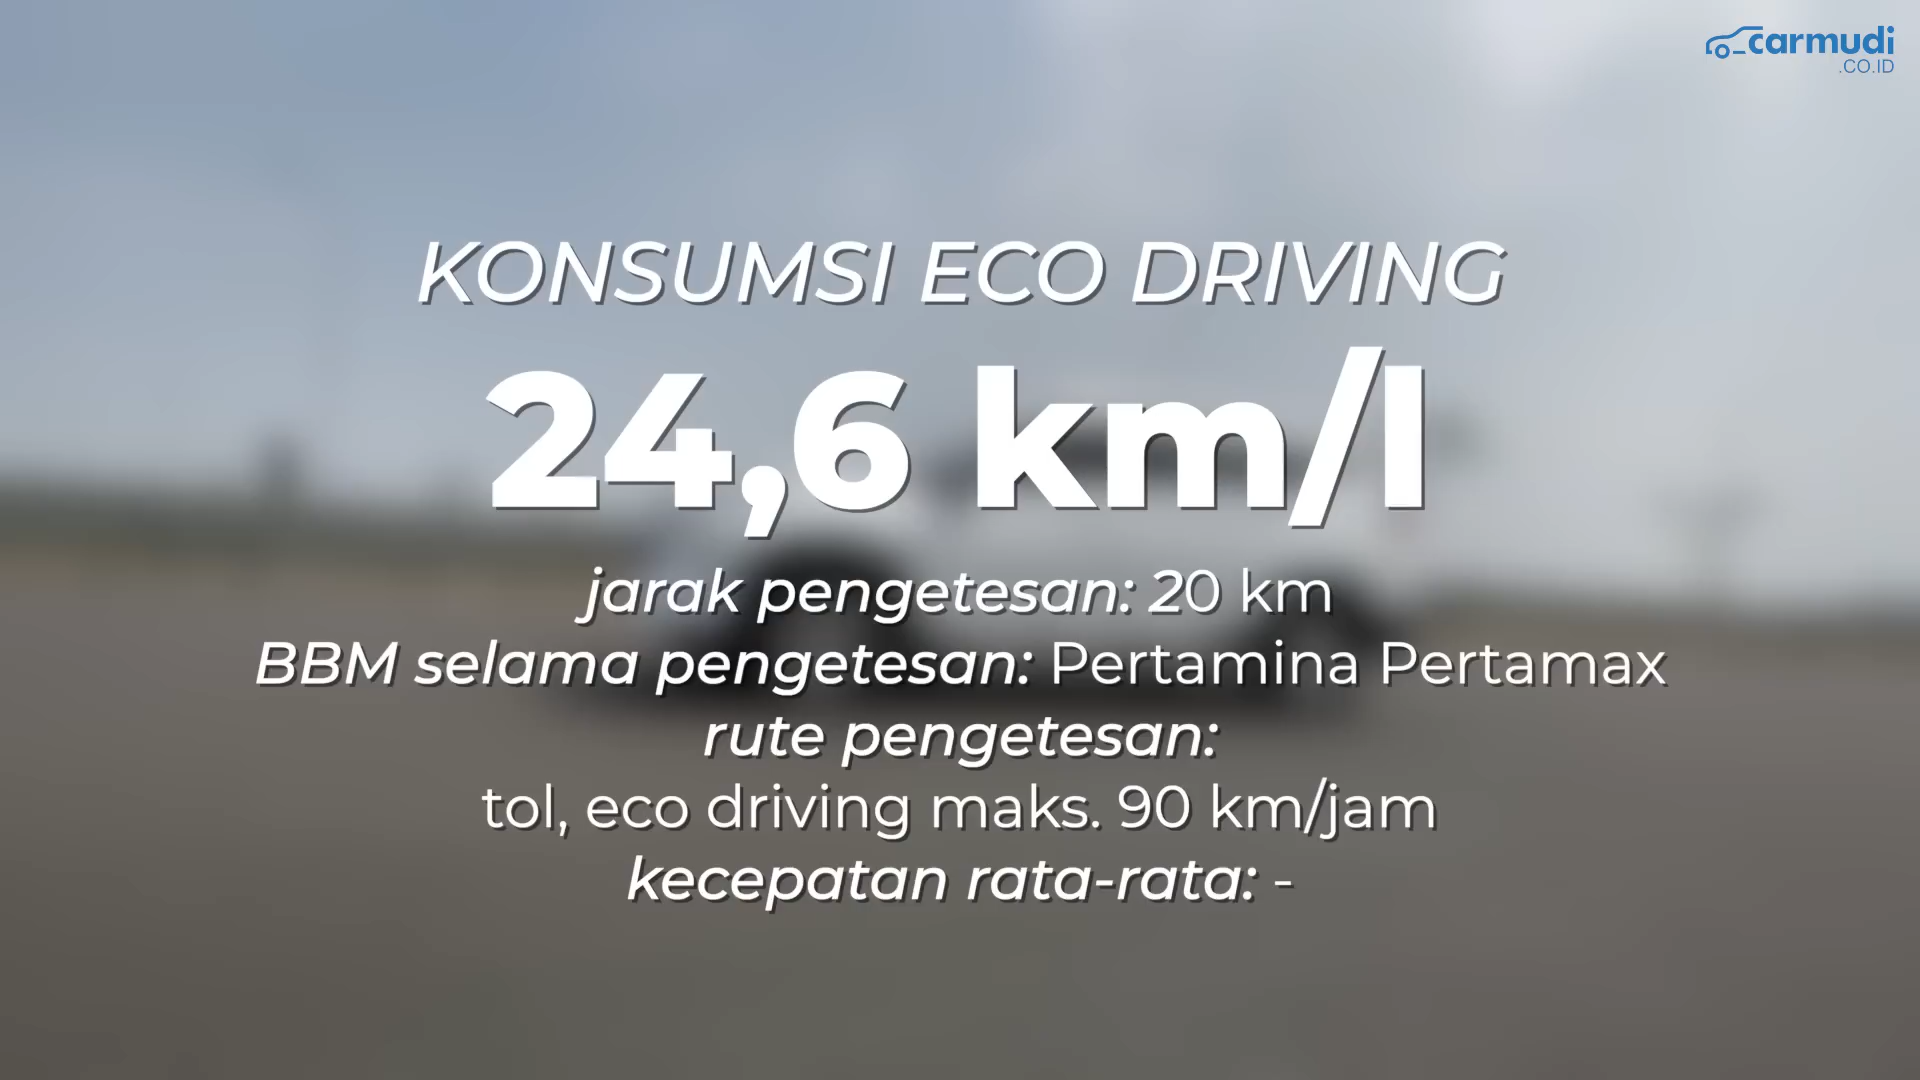 carmudi
.CO.ID
KONSUMSI ECO DRIVING
24,6 km/l
jarak pengetesan: 20 km
BBM selama pengetesan: Pertamina Pertamax
rute pengetesan:
tol, eco driving maks. 90 km/jam
kecepatan rata-rata: -